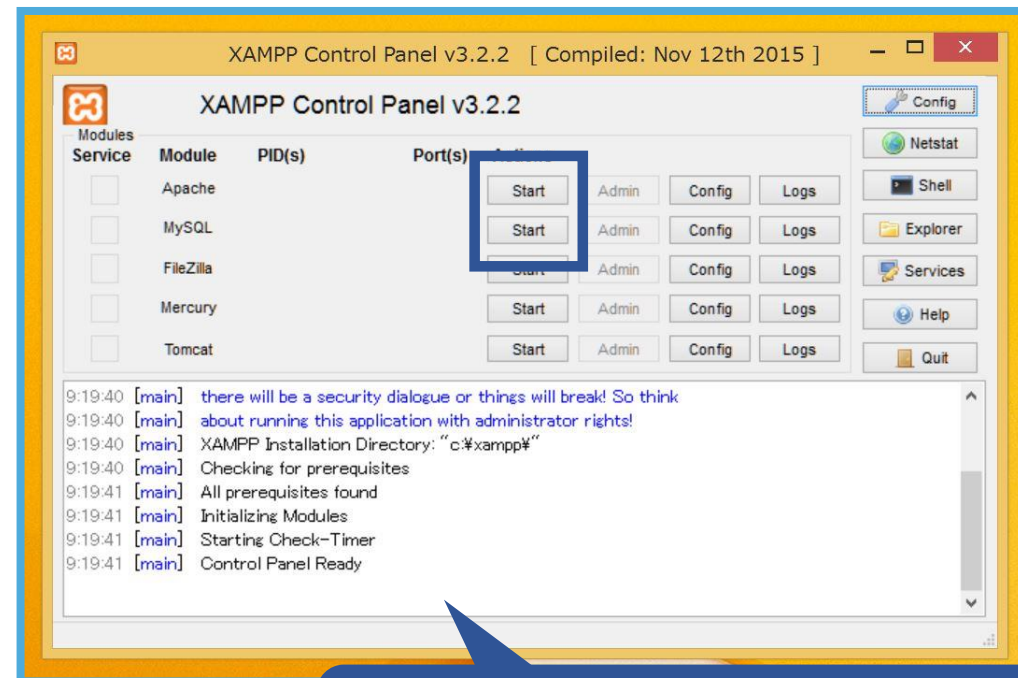 XAMPP Control Panel v3.2.2 [ Compiled: Nov 12th 2015 ]
XAMPP Control Panel v3.2.2
Config
Modules
Service Module PID(s) Port(s)
Netstat
Apache Start Admin Config Logs
Shell
MySQL Start Admin Config Logs
Explorer
FileZilla Start Admin Config Logs
Services
Mercury Start Admin Config Logs
Help
Tomcat Start Admin Config Logs
Quit
9:19:40 [main] there will be a security dialogue or things will break! So think
9:19:40 [main] about running this application with administrator rights!
9:19:40 [main] XAMPP Installation Directory: "c:¥xampp¥"
9:19:40 [main] Checking for prerequisites
9:19:41 [main] All prerequisites found
9:19:41 [main] Initializing Modules
9:19:41 [main] Starting Check-Timer
9:19:41 [main] Control Panel Ready